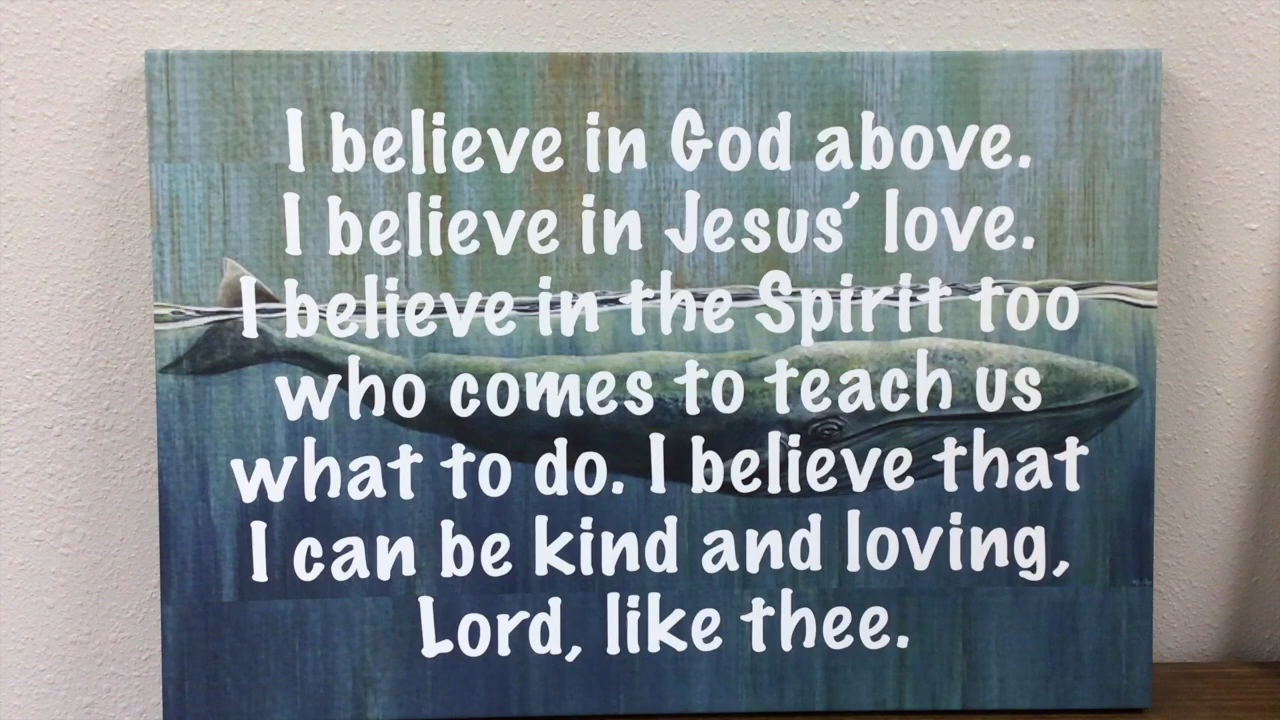 I believe in God above.
I believe in Jesus´ love.
I believe in the Spirit too
who comes to teach us
what to do. I believe that
I can be kind and loving,
Lord, like thee.